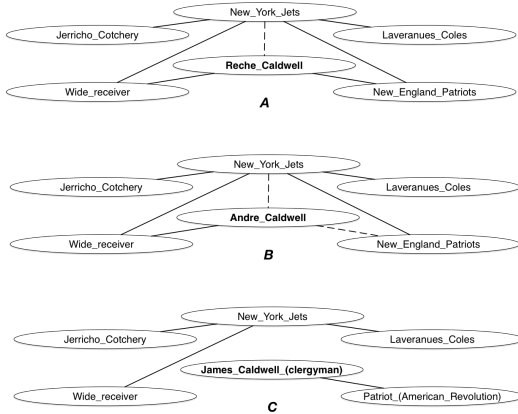 New_York_Jets
Jerricho_Cotchery
Laveranues_Coles
Reche_Caldwell
Wide_receiver
New_England_Patriots
A
New_York_Jets
Jerricho_Cotchery
Laveranues_Coles
Andre_Caldwell
Wide_receiver
New_England_Patriots
B
New_York_Jets
Jerricho_Cotchery
Laveranues_Coles
James_Caldwell_(clergyman)
Wide_receiver
Patriot_(American_Revolution)
C